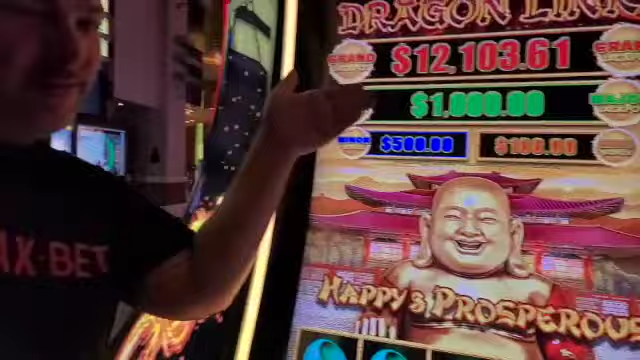 DRAGON LINK
GRAND $12,103.61 GRAND
$1,000.00 MAJOR
MINOR $500.00 $100.00
HAPPY & PROSPEROUS
AX-BET